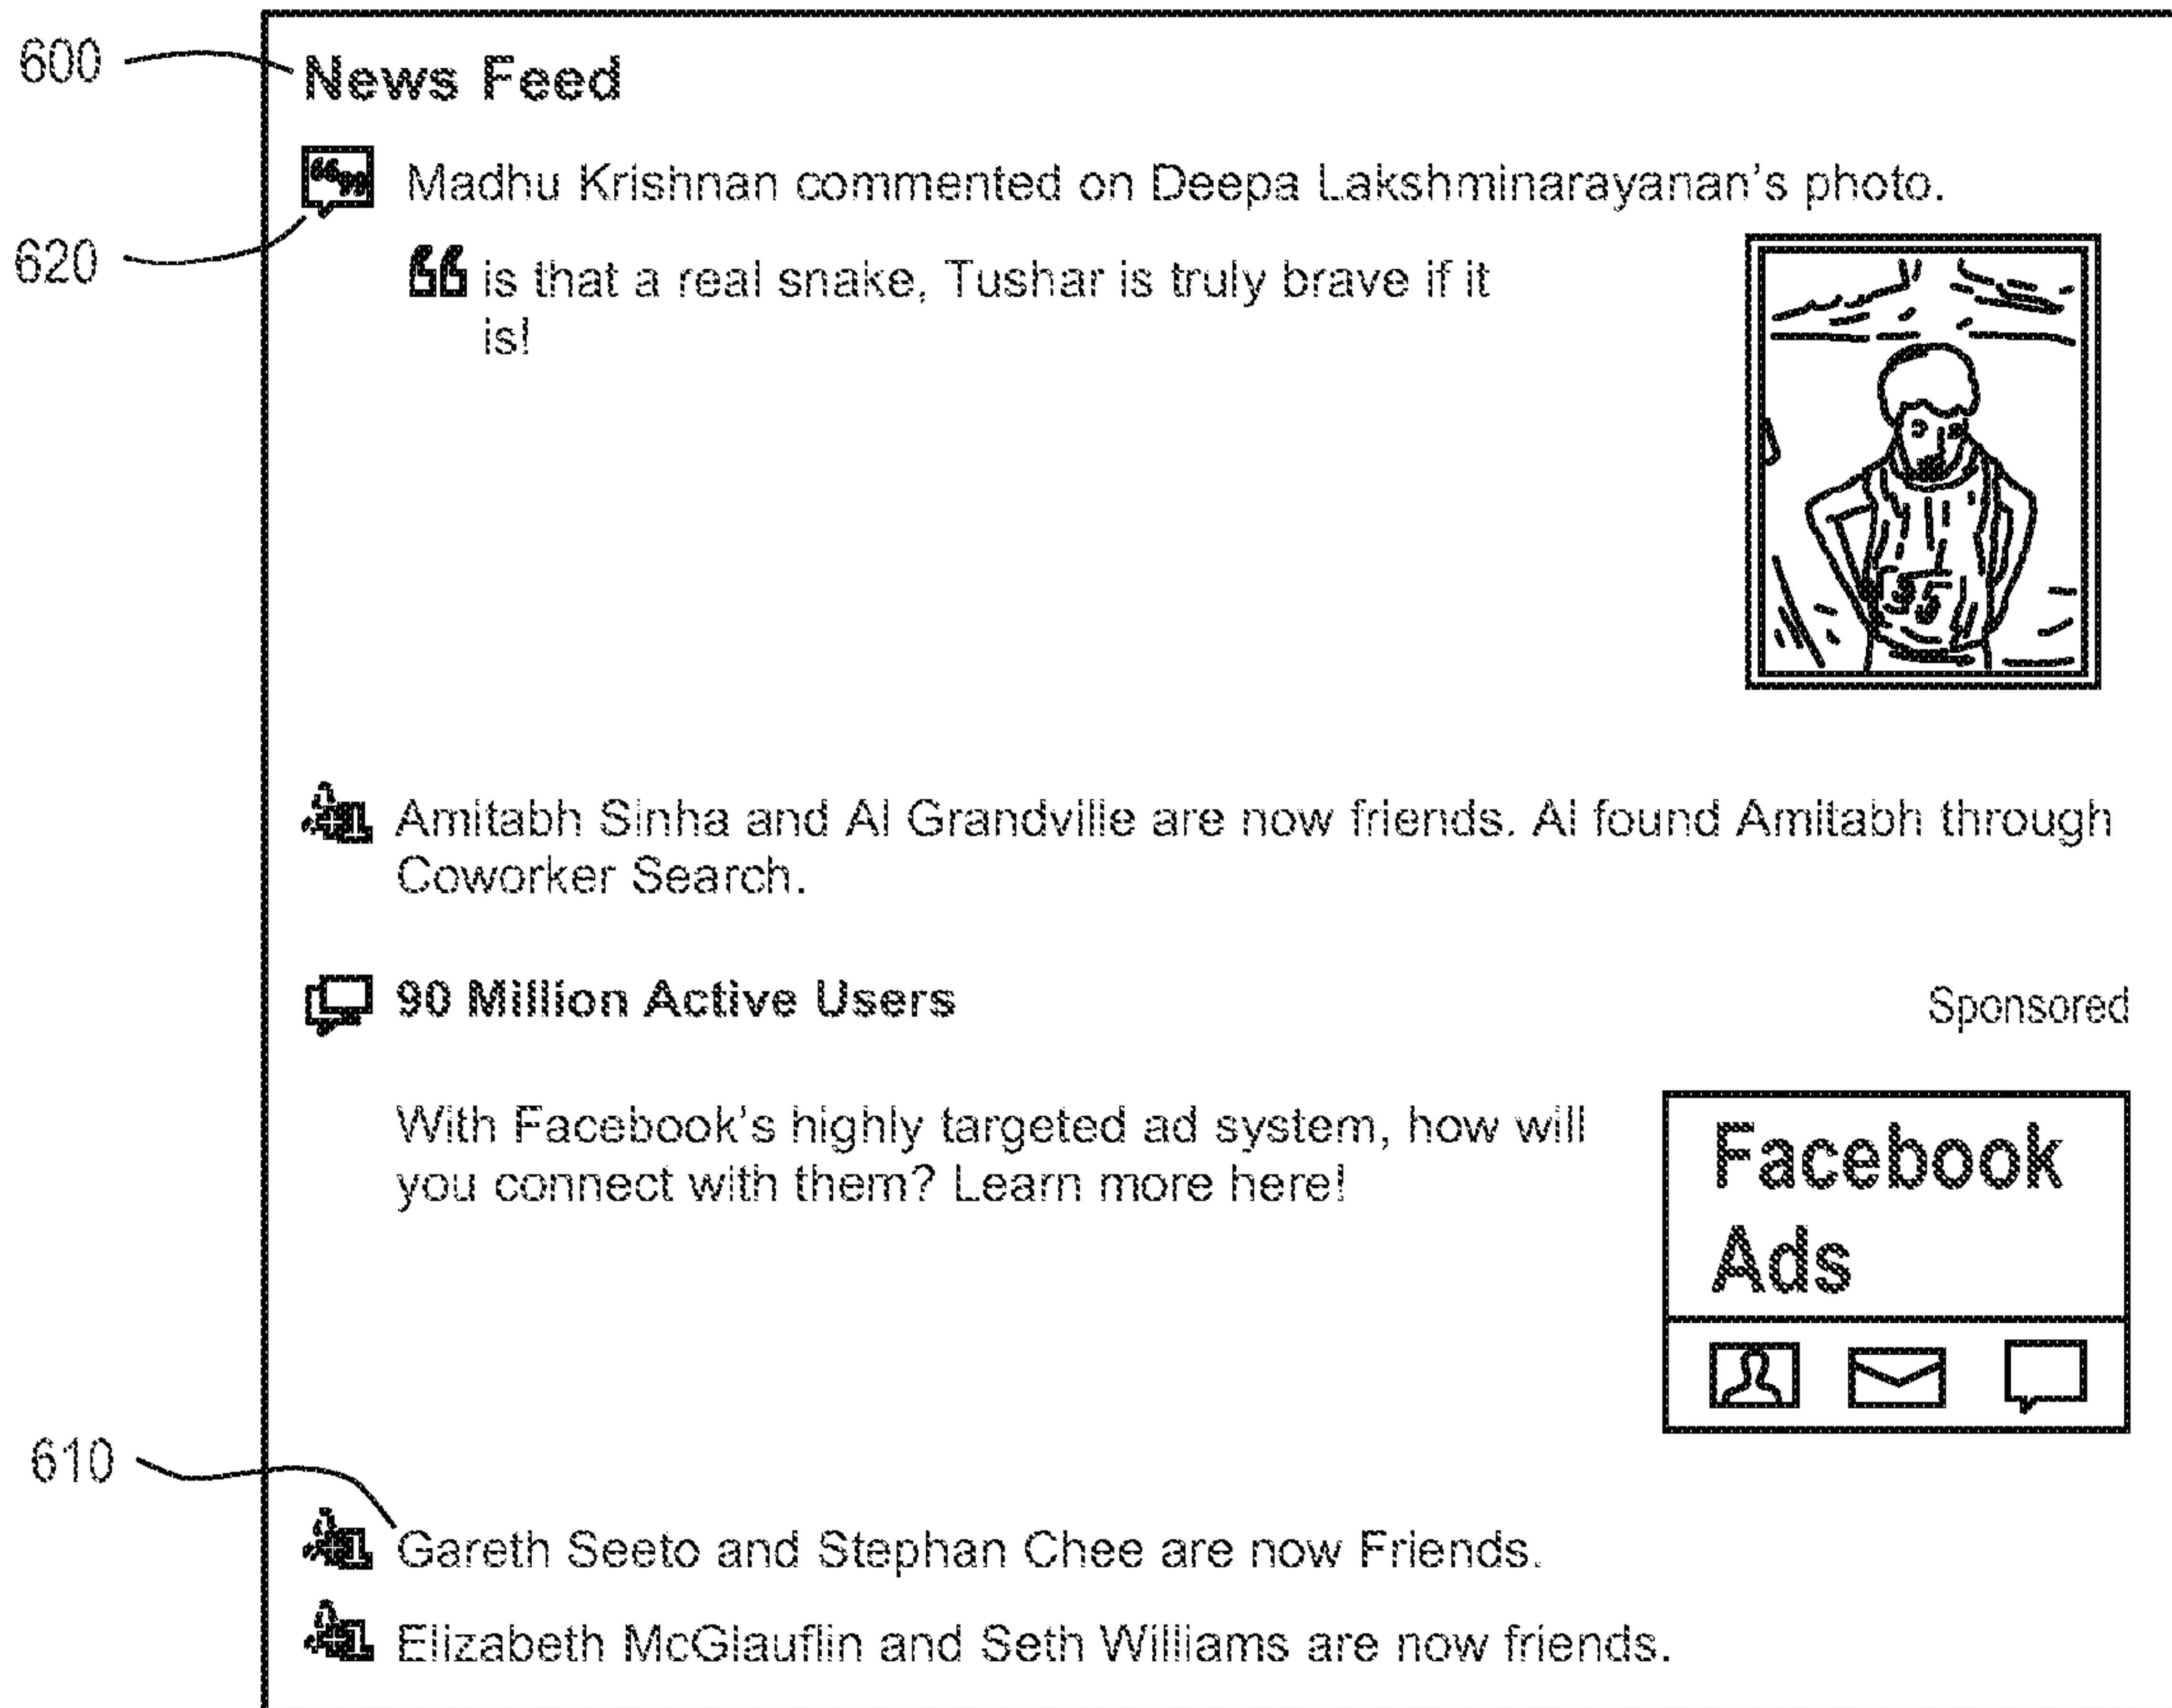 600
News Feed
Madhu Krishnan commented on Deepa Lakshminarayanan's photo.
620
❝ is that a real snake, Tushar is truly brave if it
is!
Amitabh Sinha and Al Grandville are now friends. Al found Amitabh through
Coworker Search.
90 Million Active Users
Sponsored
With Facebook's highly targeted ad system, how will
you connect with them? Learn more here!
Facebook
Ads
610
Gareth Seeto and Stephan Chee are now Friends.
Elizabeth McGlauflin and Seth Williams are now friends.